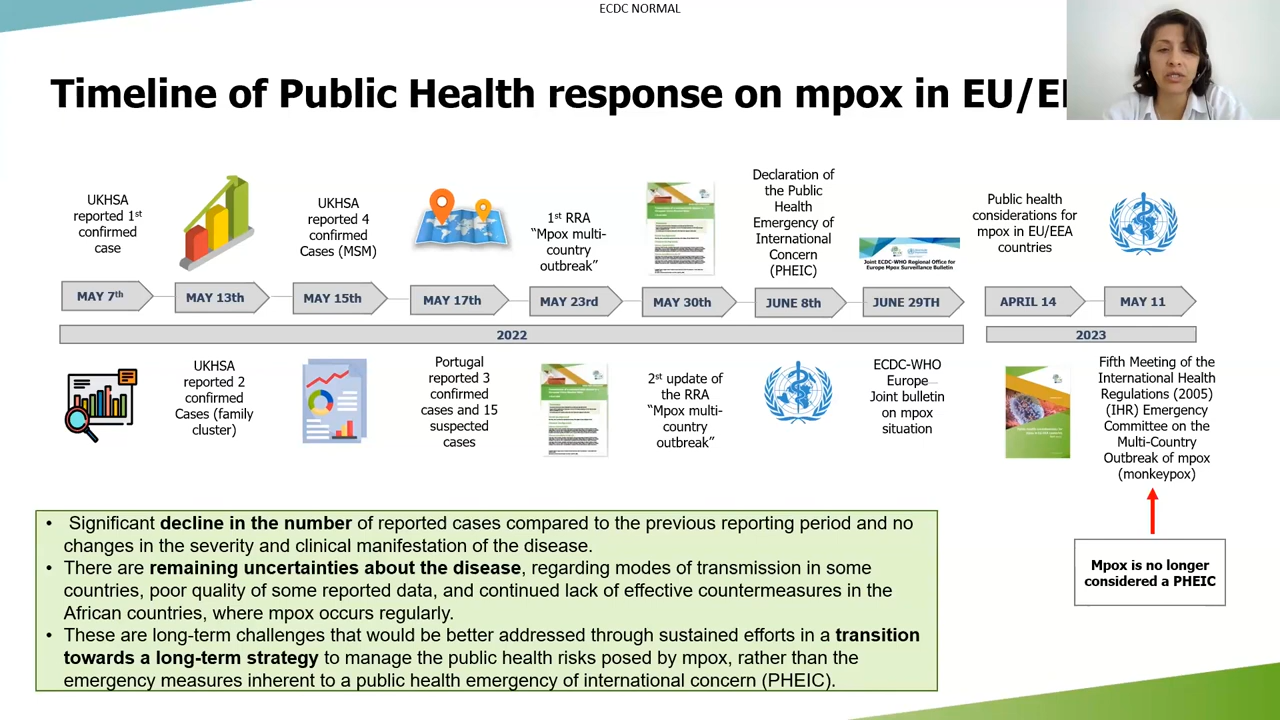 ECDC NORMAL
Timeline of Public Health response on mpox in EU/E
UKHSA
reported 1st
confirmed
case
UKHSA
reported 4
confirmed
Cases (MSM)
1st RRA
“Mpox multi-
country
outbreak”
Declaration of
the Public
Health
Emergency of
International
Concern
(PHEIC)
Joint ECDC-WHO Regional Office for
Europe Mpox Surveillance Bulletin
Public health
considerations for
mpox in EU/EEA
countries
MAY 7th
MAY 13th
MAY 15th
MAY 17th
MAY 23rd
MAY 30th
JUNE 8th
JUNE 29TH
APRIL 14
MAY 11
2022
2023
UKHSA
reported 2
confirmed
Cases (family
cluster)
Portugal
reported 3
confirmed
cases and 15
suspected
cases
2st update of
the RRA
“Mpox multi-
country
outbreak”
ECDC-WHO
Europe
Joint bulletin
on mpox
situation
Fifth Meeting of the
International Health
Regulations (2005)
(IHR) Emergency
Committee on the
Multi-Country
Outbreak of mpox
(monkeypox)
• Significant decline in the number of reported cases compared to the previous reporting period and no
changes in the severity and clinical manifestation of the disease.
• There are remaining uncertainties about the disease, regarding modes of transmission in some
countries, poor quality of some reported data, and continued lack of effective countermeasures in the
African countries, where mpox occurs regularly.
• These are long-term challenges that would be better addressed through sustained efforts in a transition
towards a long-term strategy to manage the public health risks posed by mpox, rather than the
emergency measures inherent to a public health emergency of international concern (PHEIC).
Mpox is no longer
considered a PHEIC